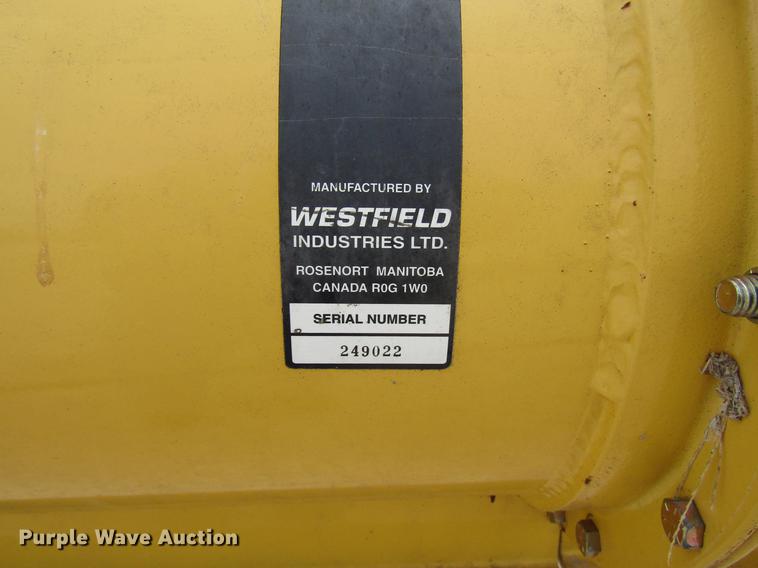 MANUFACTURED BY
WESTFIELD
INDUSTRIES LTD.
ROSENORT MANITOBA
CANADA R0G 1W0
SERIAL NUMBER
249022
Purple Wave Auction